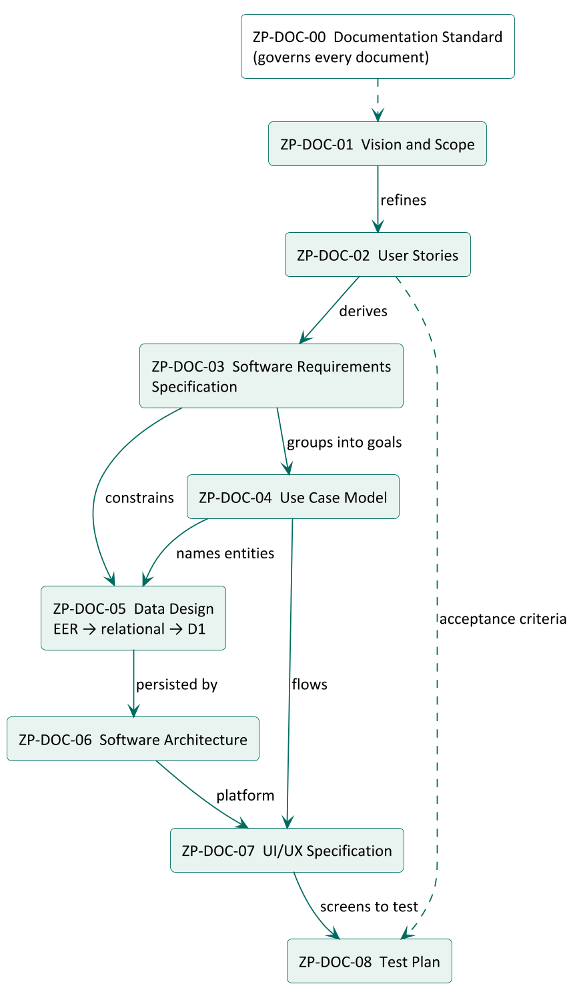 ZP-DOC-00  Documentation Standard
(governs every document)
ZP-DOC-01  Vision and Scope
refines
ZP-DOC-02  User Stories
derives
ZP-DOC-03  Software Requirements
Specification
groups into goals
constrains
ZP-DOC-04  Use Case Model
names entities
ZP-DOC-05  Data Design
EER → relational → D1
acceptance criteria
persisted by
flows
ZP-DOC-06  Software Architecture
platform
ZP-DOC-07  UI/UX Specification
screens to test
ZP-DOC-08  Test Plan